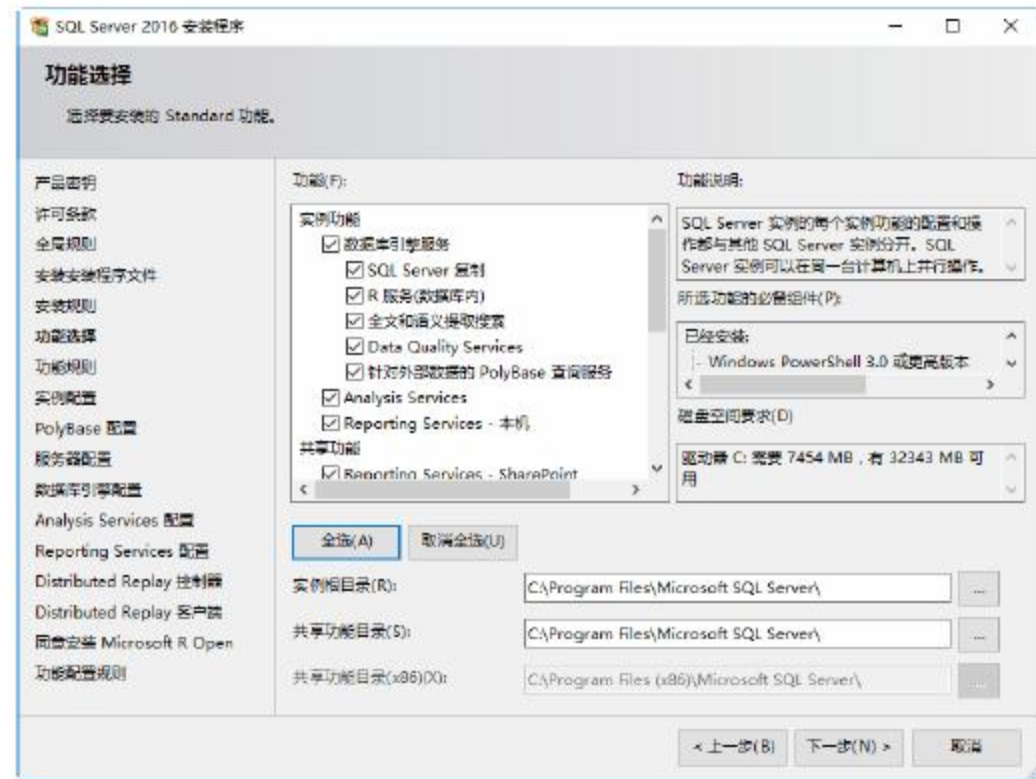 SQL Server 2016 安装程序
功能选择
选择要安装的 Standard 功能。
产品密钥
许可条款
全局规则
安装安装程序文件
安装规则
功能选择
功能规则
实例配置
PolyBase 配置
服务器配置
数据库引擎配置
Analysis Services 配置
Reporting Services 配置
Distributed Replay 控制器
Distributed Replay 客户端
同意安装 Microsoft R Open
功能配置规则
功能(F):
实例功能
数据库引擎服务
SQL Server 复制
R 服务(数据库内)
全文和语义提取搜索
Data Quality Services
针对外部数据的 PolyBase 查询服务
Analysis Services
Reporting Services - 本机
共享功能
Reporting Services - SharePoint
功能说明:
SQL Server 实例的每个实例功能的配置和操
作都与其他 SQL Server 实例分开。SQL
Server 实例可以在同一台计算机上并行操作。
所选功能的必备组件(P):
已经安装:
Windows PowerShell 3.0 或更高版本
磁盘空间要求(D)
驱动器 C: 需要 7454 MB，有 32343 MB 可
用
全选(A) 取消全选(U)
实例根目录(R): C:\Program Files\Microsoft SQL Server\ ...
共享功能目录(S): C:\Program Files\Microsoft SQL Server\ ...
共享功能目录(x86)(X): C:\Program Files (x86)\Microsoft SQL Server\ ...
< 上一步(B) 下一步(N) > 取消